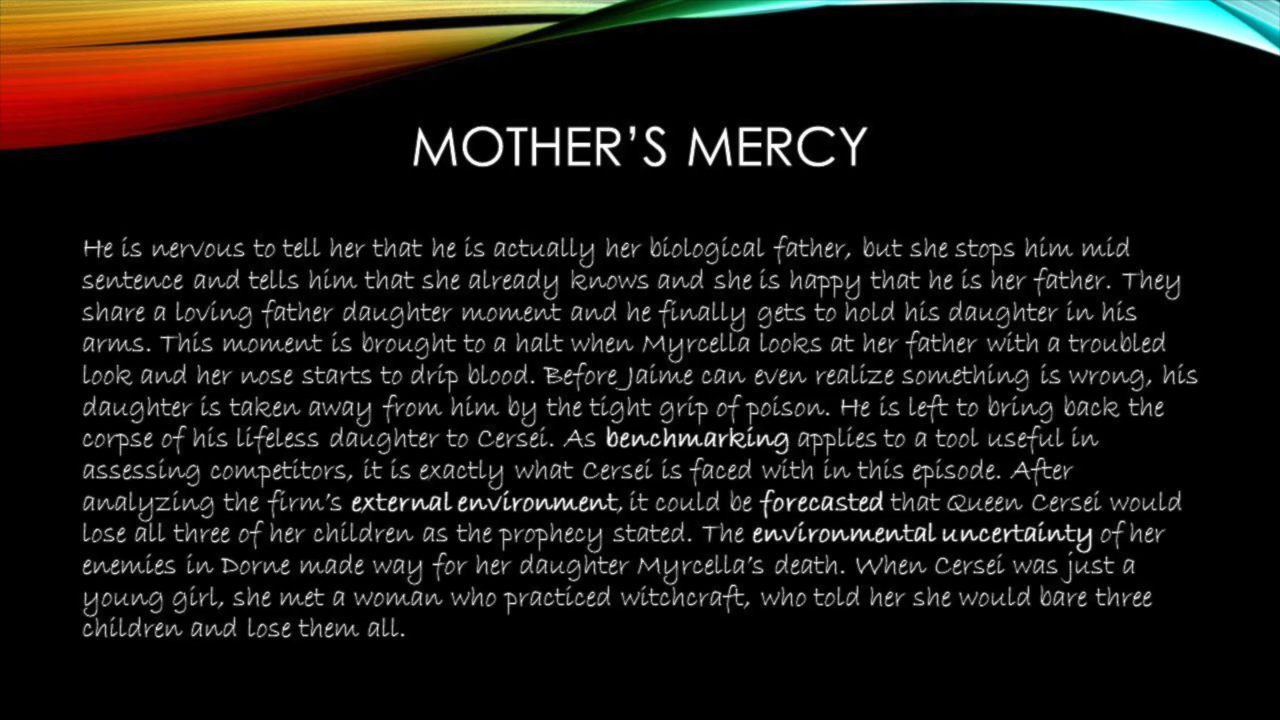 MOTHER’S MERCY
He is nervous to tell her that he is actually her biological father, but she stops him mid
sentence and tells him that she already knows and she is happy that he is her father. They
share a loving father daughter moment and he finally gets to hold his daughter in his
arms. This moment is brought to a halt when Myrcella looks at her father with a troubled
look and her nose starts to drip blood. Before Jaime can even realize something is wrong, his
daughter is taken away from him by the tight grip of poison. He is left to bring back the
corpse of his lifeless daughter to Cersei. As benchmarking applies to a tool useful in
assessing competitors, it is exactly what Cersei is faced with in this episode. After
analyzing the firm’s external environment, it could be forecasted that Queen Cersei would
lose all three of her children as the prophecy stated. The environmental uncertainty of her
enemies in Dorne made way for her daughter Myrcella’s death. When Cersei was just a
young girl, she met a woman who practiced witchcraft, who told her she would bare three
children and lose them all.